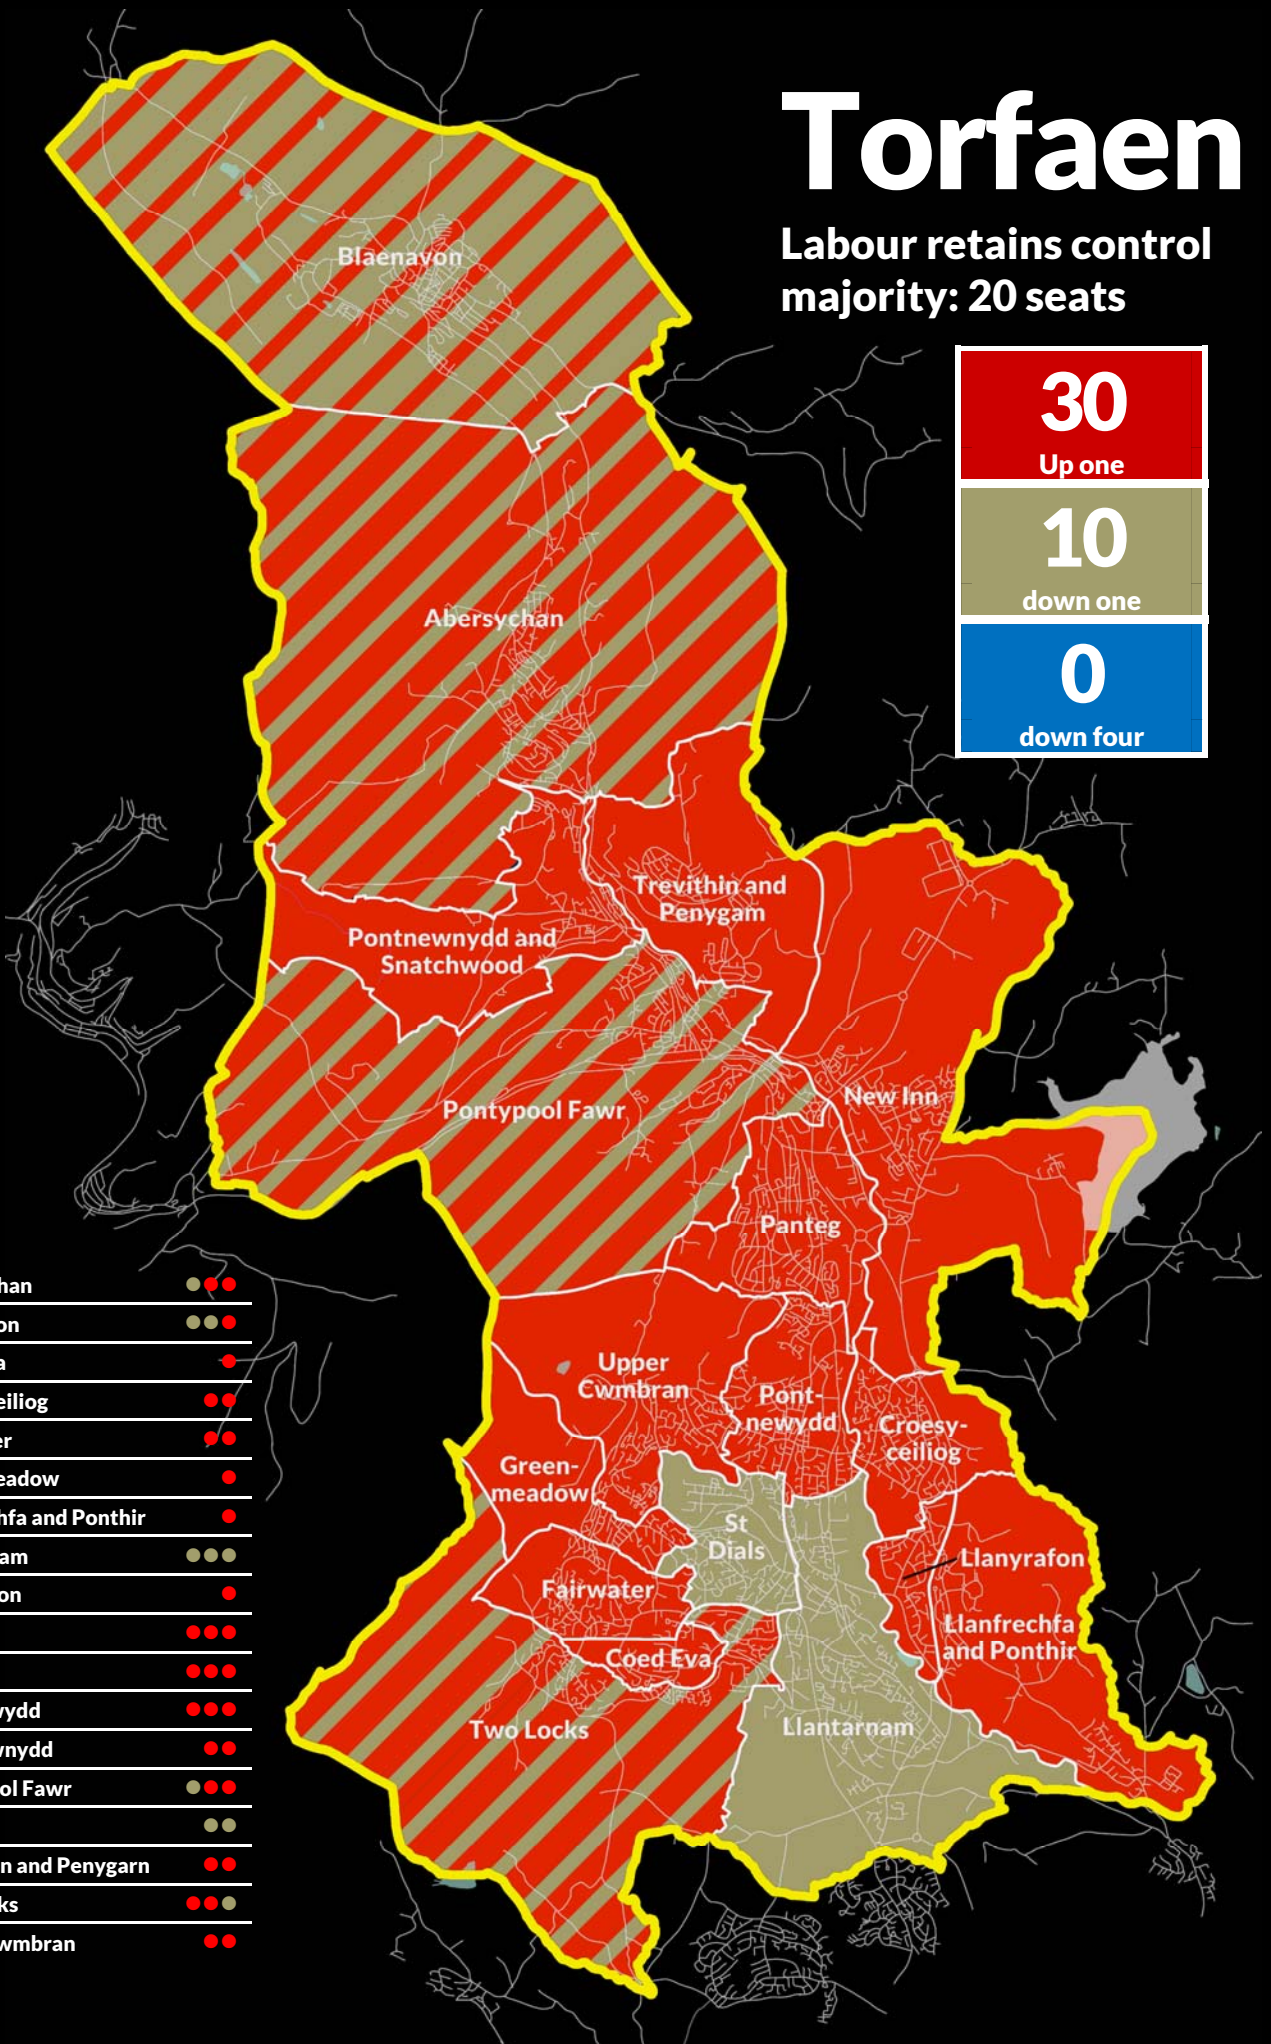 Torfaen
Labour retains control
majority: 20 seats
30
Up one
10
down one
0
down four
Blaenavon
Abersychan
Trevithin and
Penygam
Pontnewnydd and
Snatchwood
Pontypool Fawr
New Inn
Panteg
Upper
Cwmbran
Pont-
newydd
Croesy-
ceiliog
Green-
meadow
St
Dials
Llanyrafon
Fairwater
Llanfrechfa
and Ponthir
Coed Eva
Two Locks
Llantarnam
han
on
a
eiliog
er
eadow
hfa and Ponthir
am
on
ydd
nydd
ol Fawr
n and Penygarn
ks
wmbran